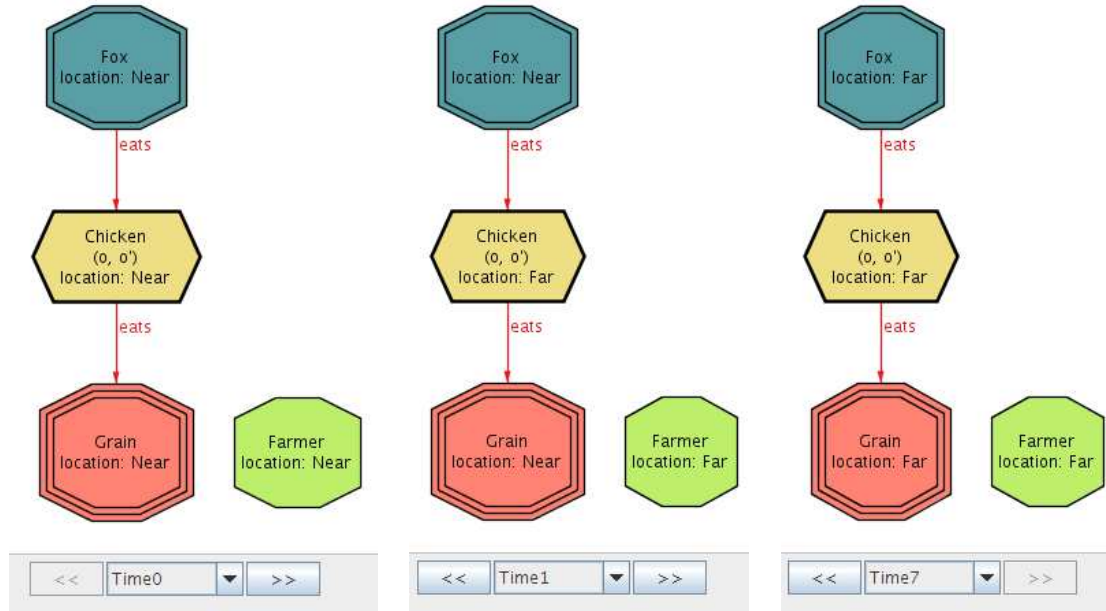 Fox
location: Near
eats
Chicken
(o, o')
location: Near
eats
Grain
location: Near
Farmer
location: Near
<<
Time0
>>
Fox
location: Near
eats
Chicken
(o, o')
location: Far
eats
Grain
location: Near
Farmer
location: Far
<<
Time1
>>
Fox
location: Far
eats
Chicken
(o, o')
location: Far
eats
Grain
location: Far
Farmer
location: Far
<<
Time7
>>